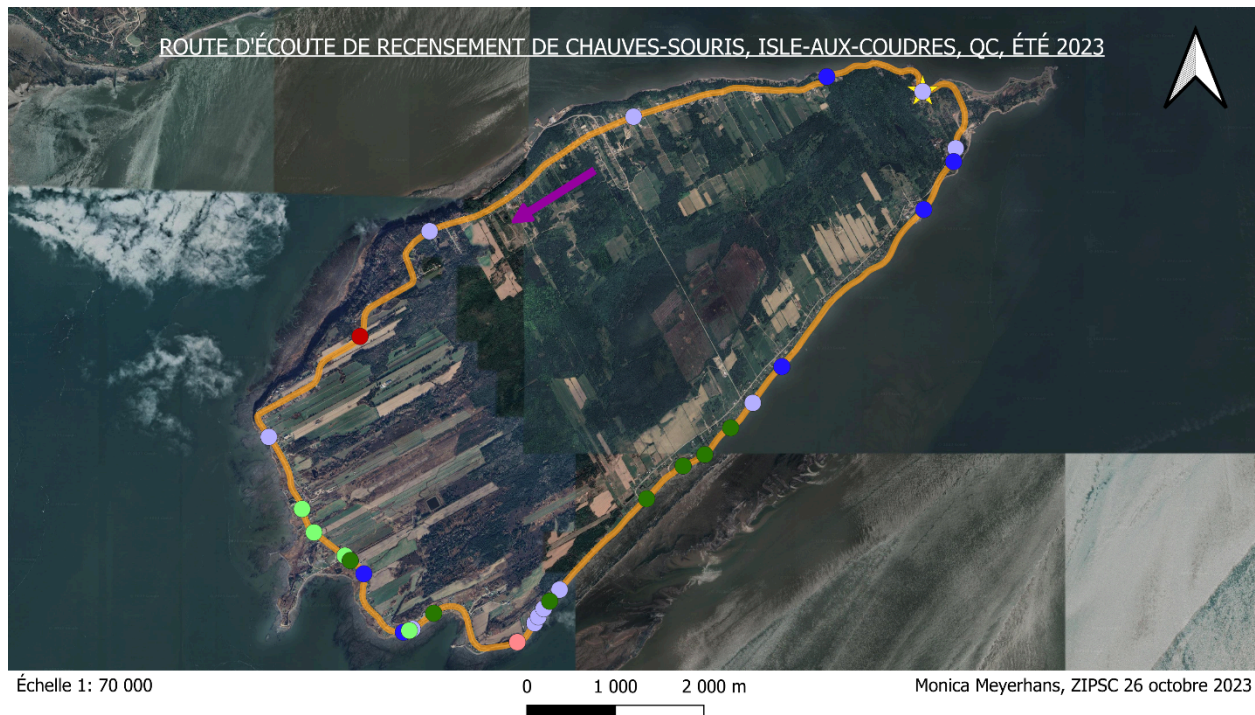 ROUTE D'ÉCOUTE DE RECENSEMENT DE CHAUVES-SOURIS, ISLE-AUX-COUDRES, QC, ÉTÉ 2023
Échelle 1: 70 000
0 1 000 2 000 m
Monica Meyerhans, ZIPSC 26 octobre 2023